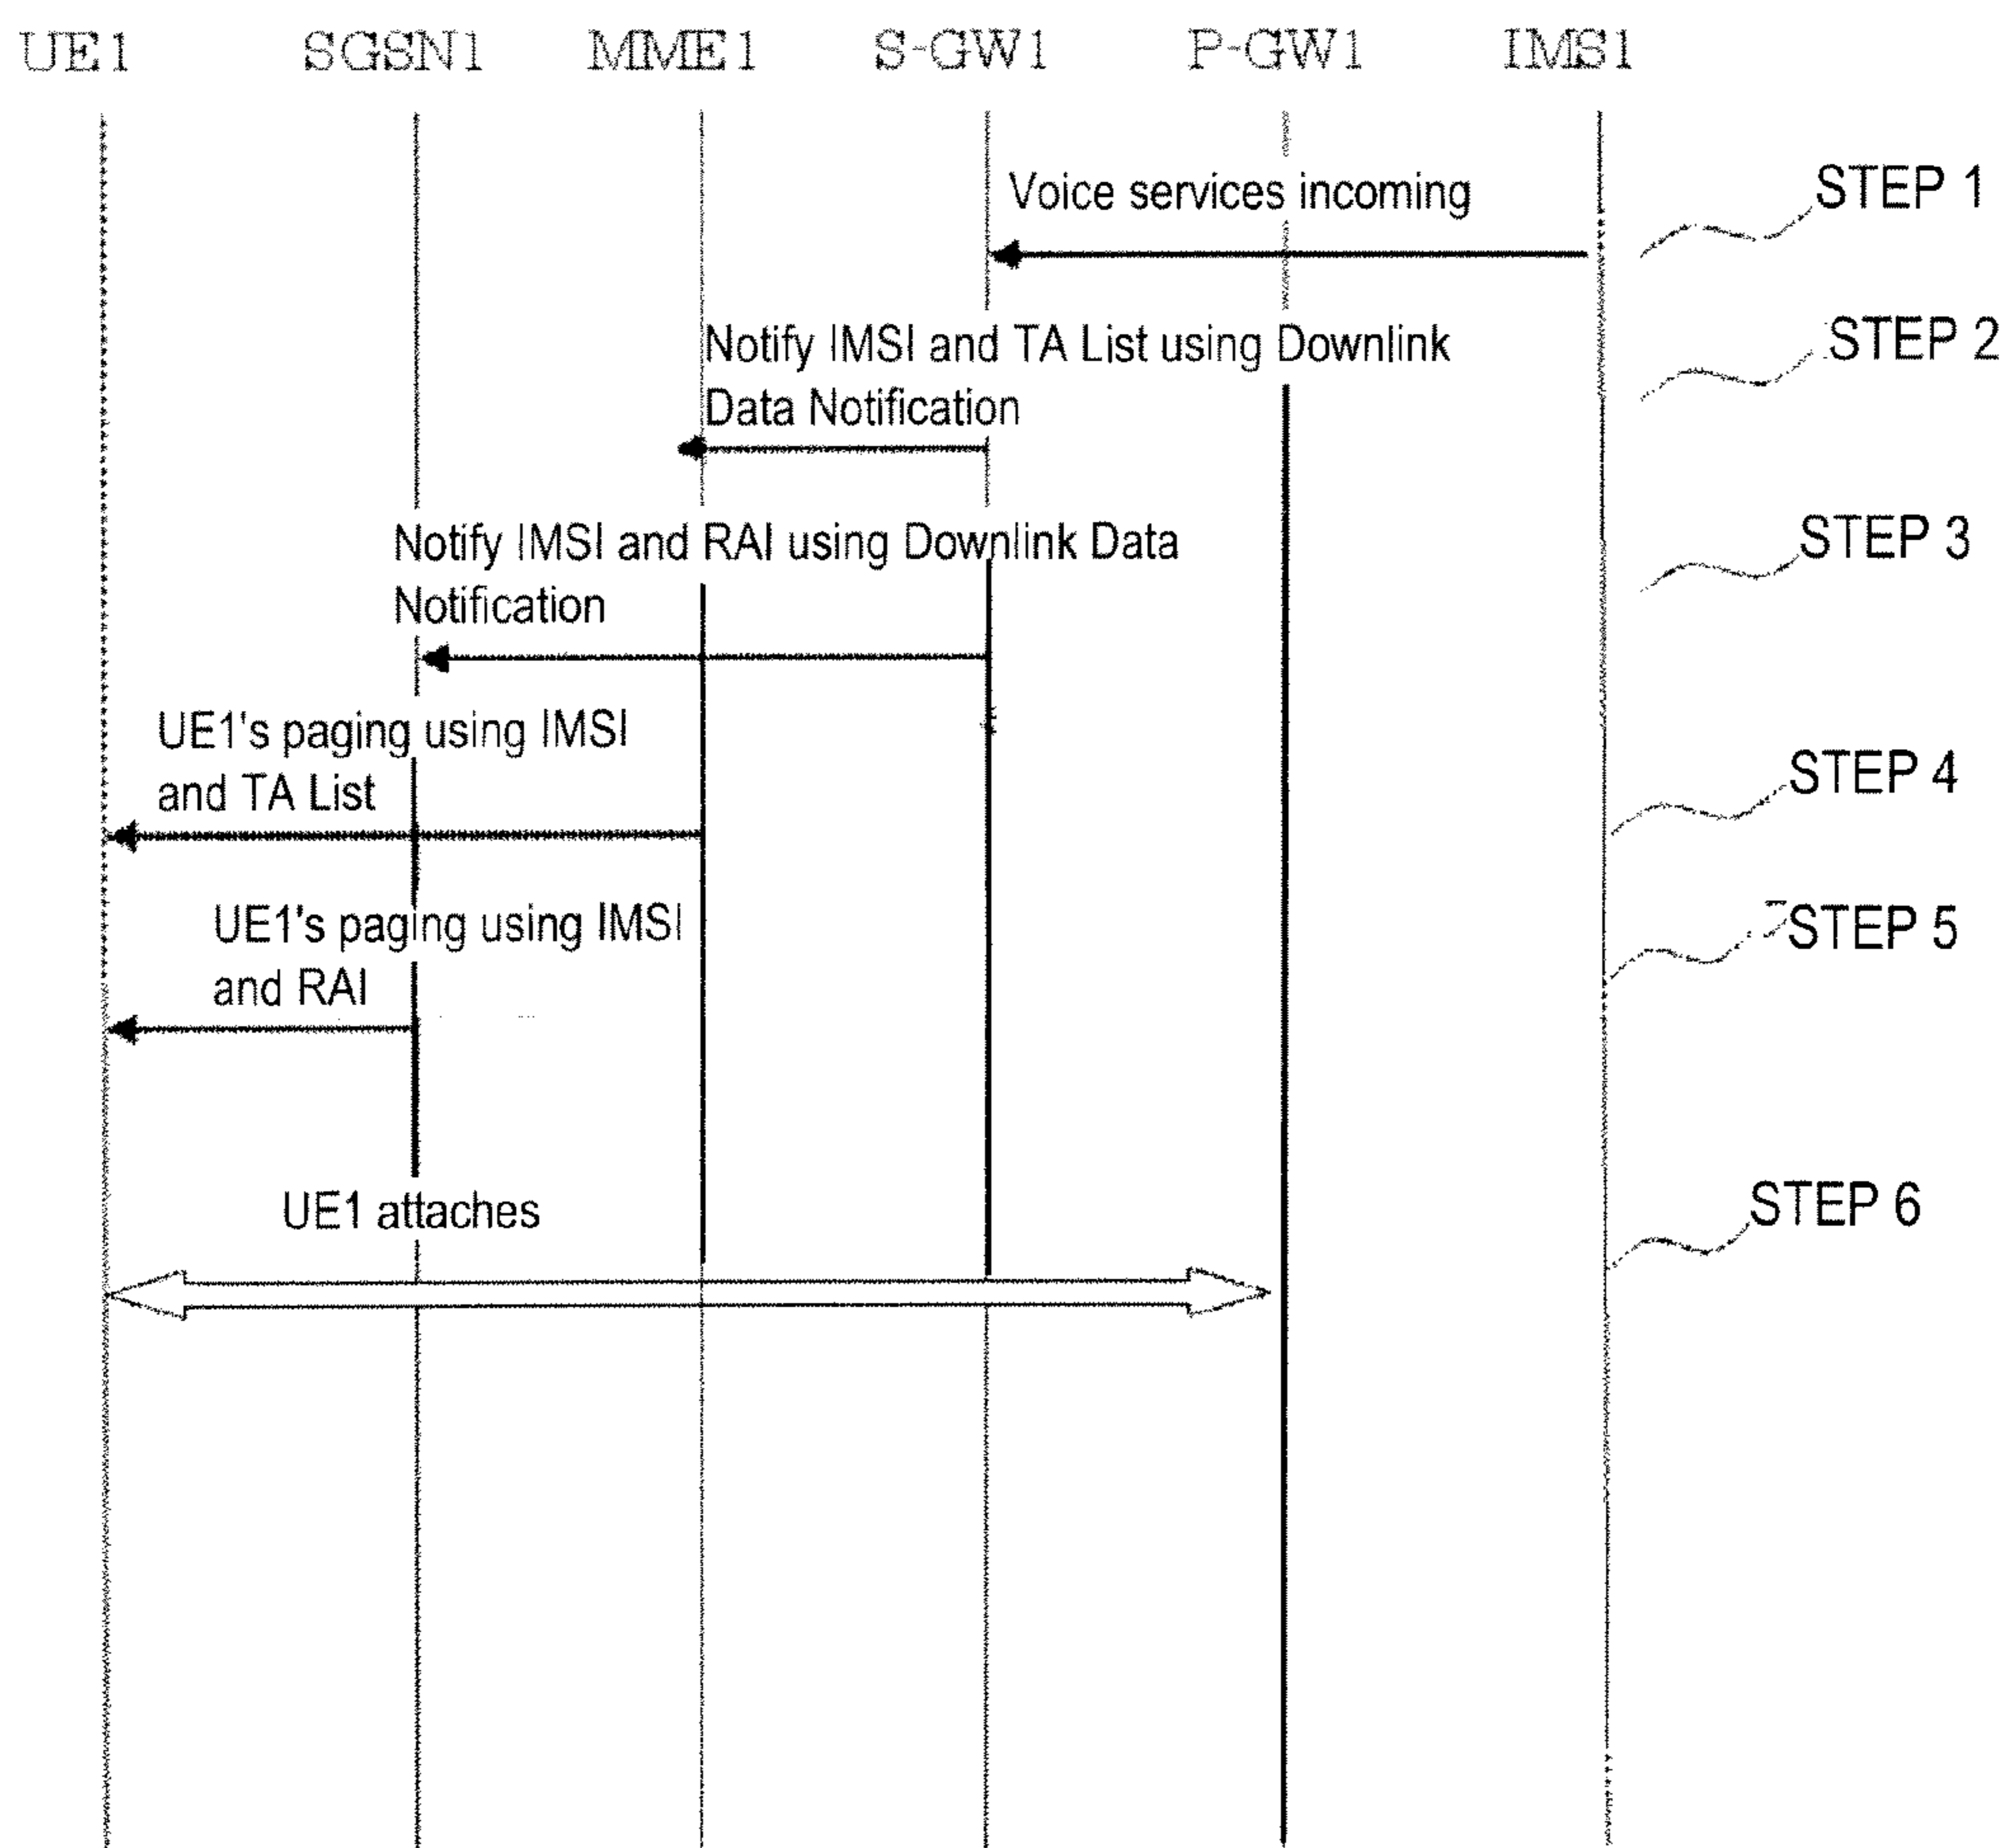 UE1 SGSN1 MME1 S-GW1 P-GW1 IMS1
Voice services incoming
STEP 1
Notify IMSI and TA List using Downlink
Data Notification
STEP 2
Notify IMSI and RAI using Downlink Data
Notification
STEP 3
UE1's paging using IMSI
and TA List
STEP 4
UE1's paging using IMSI
and RAI
STEP 5
UE1 attaches
STEP 6